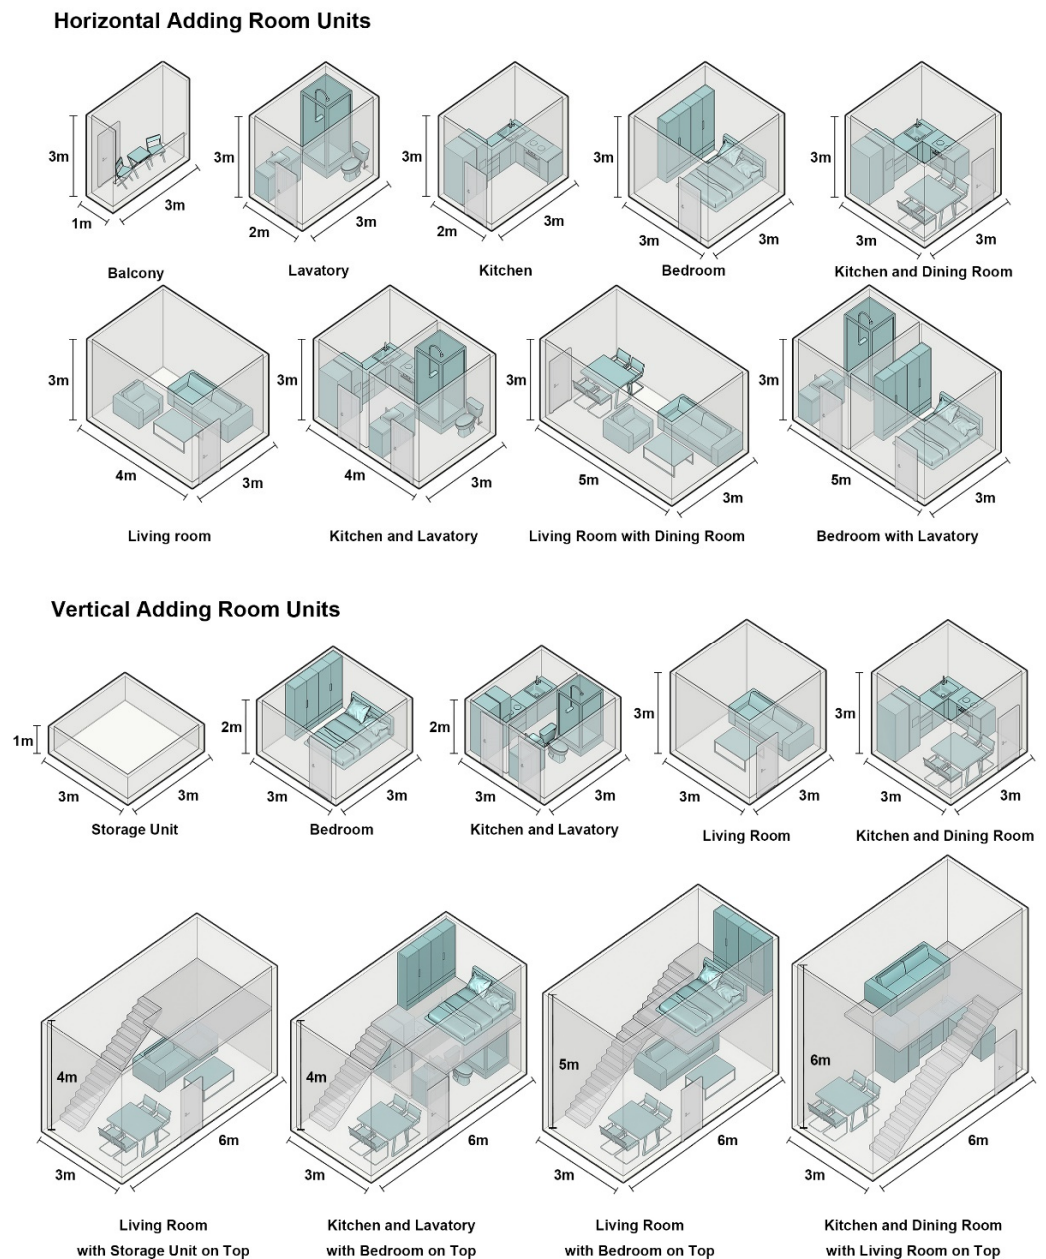 Horizontal Adding Room Units
3m
1m
3m
Balcony
3m
2m
3m
Lavatory
3m
2m
3m
Kitchen
3m
3m
3m
Bedroom
3m
3m
3m
Kitchen and Dining Room
3m
4m
3m
Living room
3m
4m
3m
Kitchen and Lavatory
3m
5m
3m
Living Room with Dining Room
3m
5m
3m
Bedroom with Lavatory
Vertical Adding Room Units
1m
3m
3m
Storage Unit
2m
3m
3m
Bedroom
2m
3m
3m
Kitchen and Lavatory
3m
3m
3m
Living Room
3m
3m
3m
Kitchen and Dining Room
4m
3m
6m
Living Room
with Storage Unit on Top
4m
3m
6m
Kitchen and Lavatory
with Bedroom on Top
5m
3m
6m
Living Room
with Bedroom on Top
6m
3m
6m
Kitchen and Dining Room
with Living Room on Top